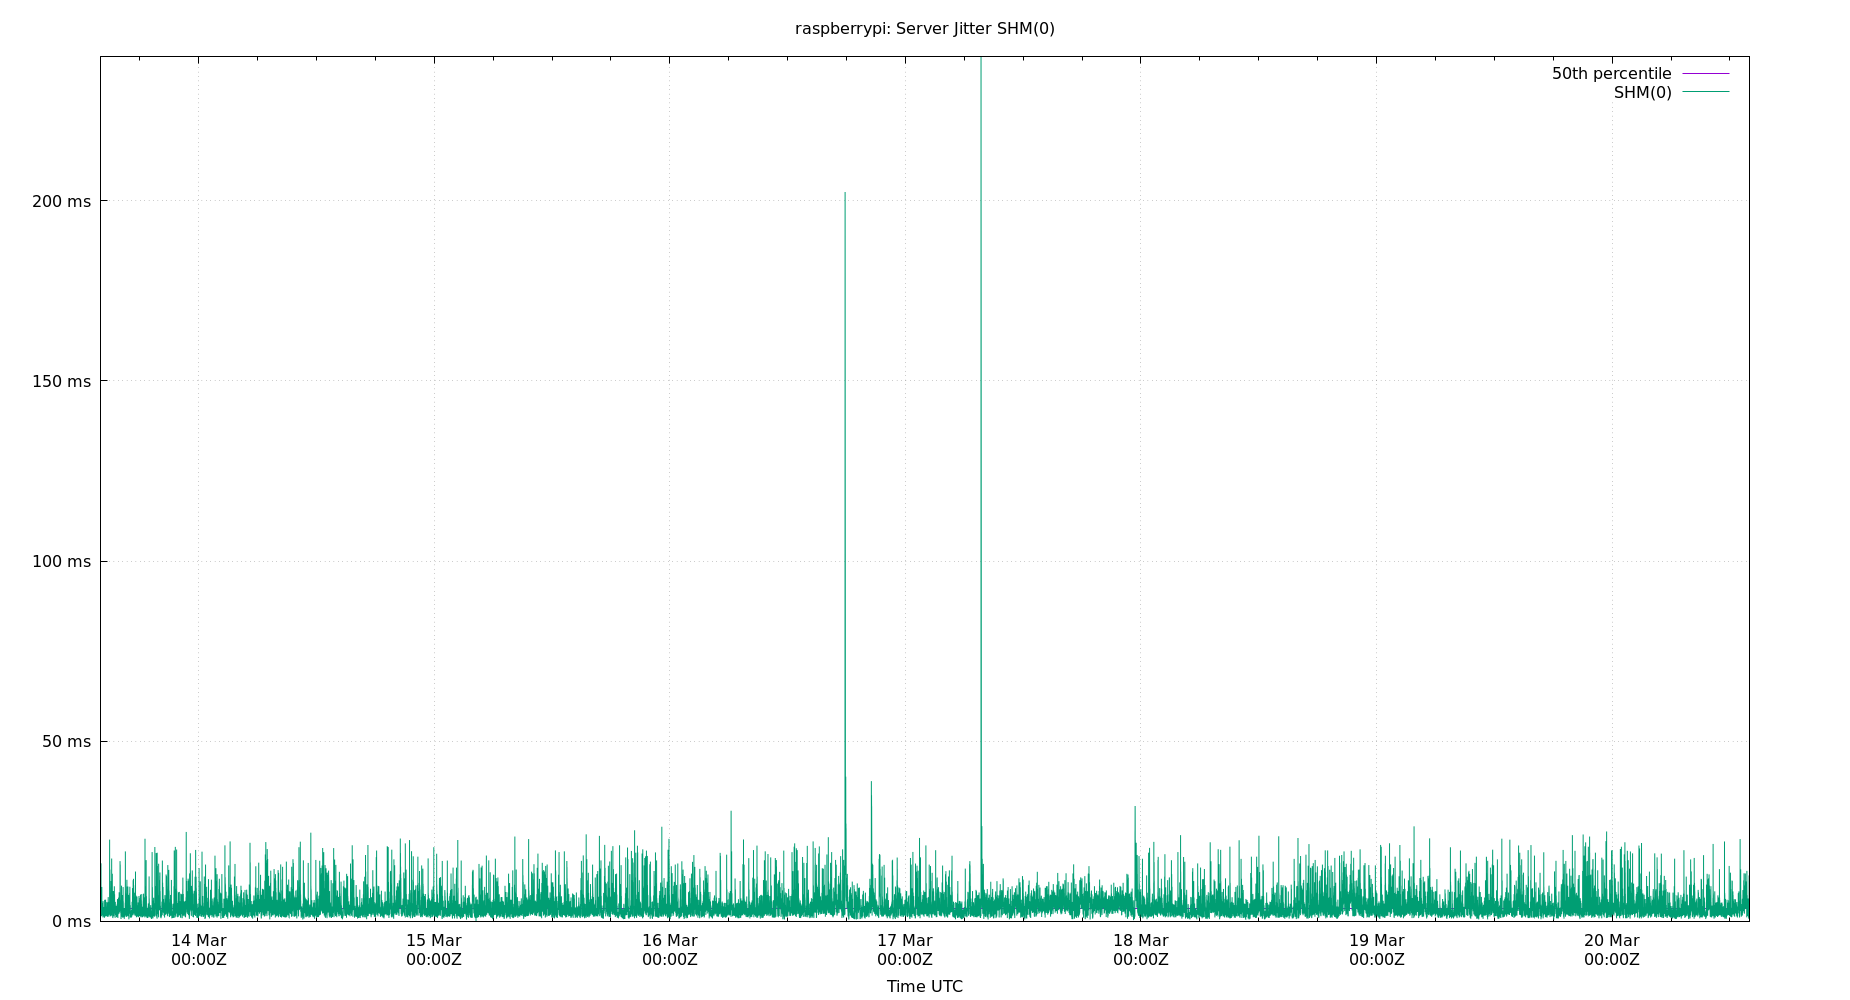 raspberrypi: Server Jitter SHM(0)
50th percentile
SHM(0)
200 ms
150 ms
100 ms
50 ms
0 ms
14 Mar
00:00Z
15 Mar
00:00Z
16 Mar
00:00Z
17 Mar
00:00Z
18 Mar
00:00Z
19 Mar
00:00Z
20 Mar
00:00Z
Time UTC